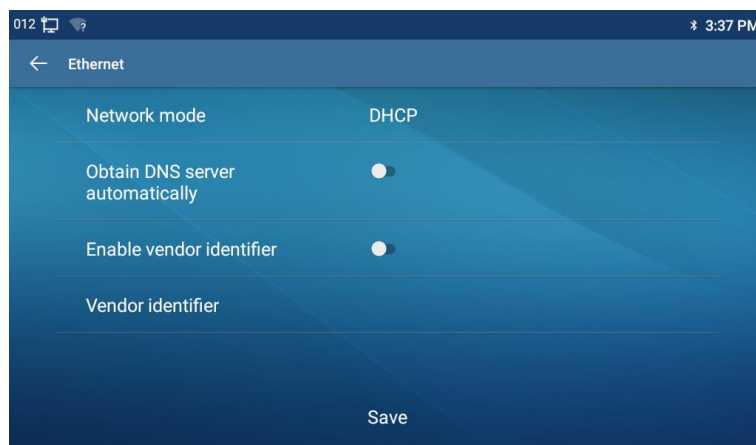 012 3:37 PM
Ethernet
Network mode DHCP
Obtain DNS server
automatically
Enable vendor identifier
Vendor identifier
Save